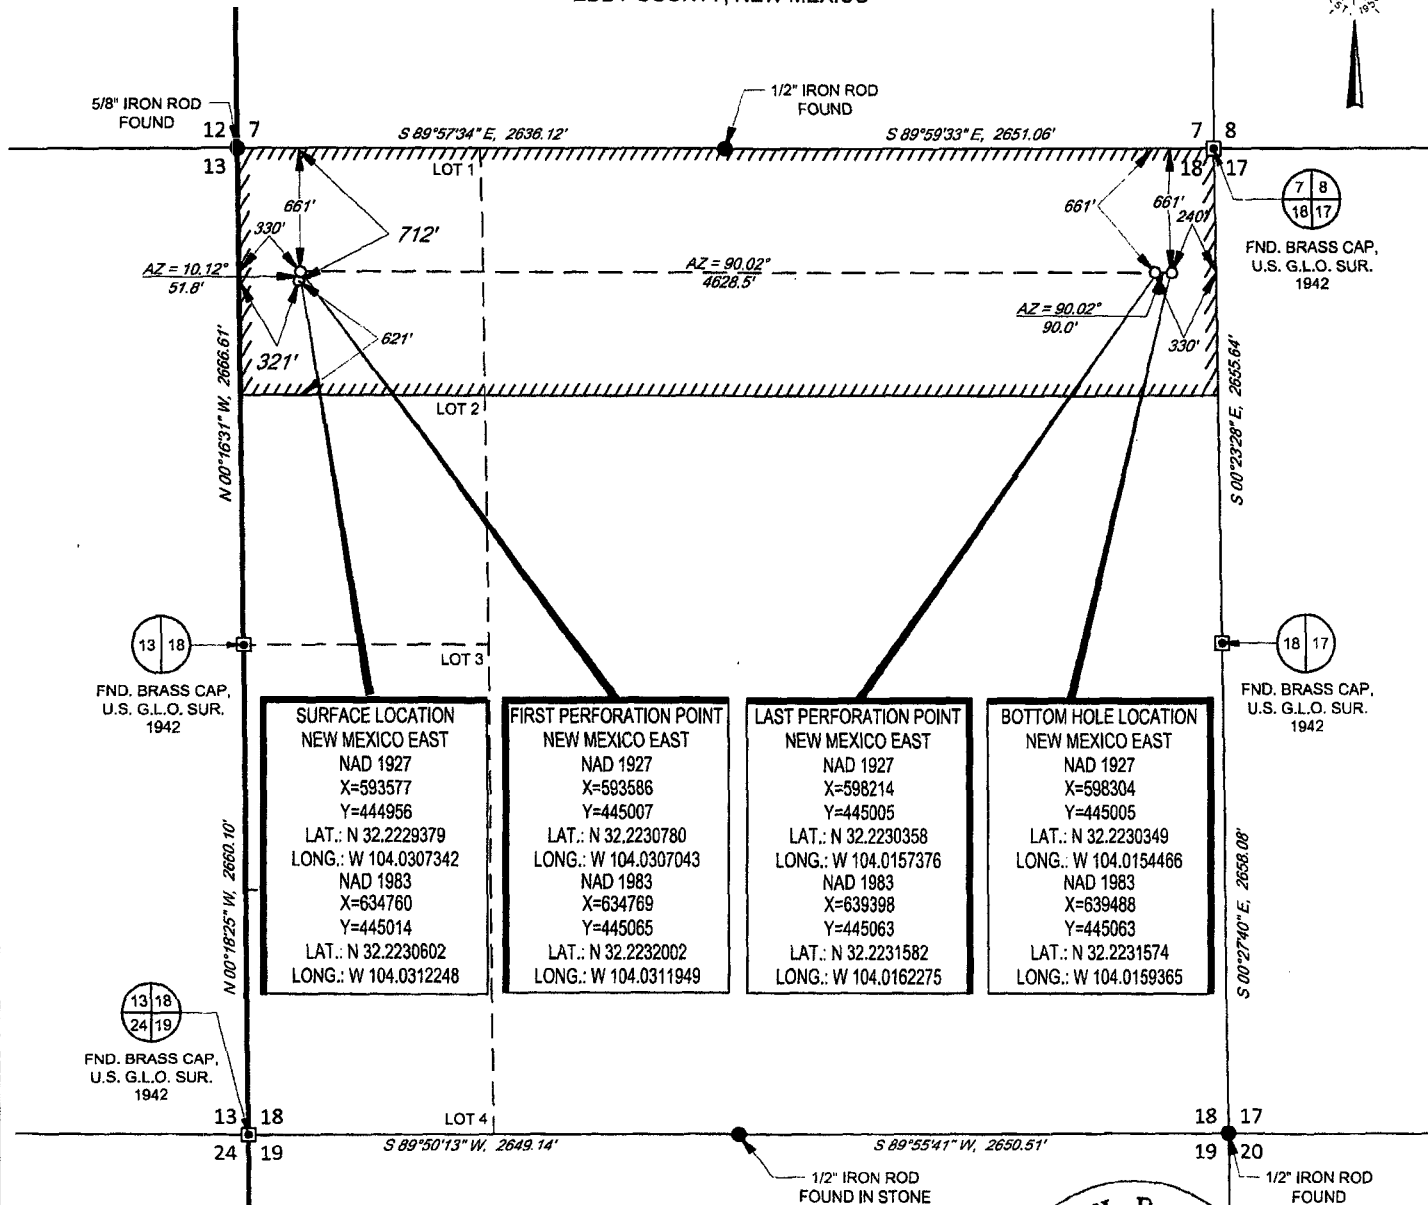 5/8" IRON ROD
FOUND
1/2" IRON ROD
FOUND
12 7
13
S 89°57'34" E, 2636.12'
S 89°59'33" E, 2651.06'
7 8
18 17
LOT 1
7 8
18 17
FND. BRASS CAP,
U.S. G.L.O. SUR.
1942
661'
330'
712'
661'
661'
240'
AZ = 10.12°
51.8'
AZ = 90.02°
4628.5'
AZ = 90.02°
90.0'
321'
621'
330'
LOT 2
N 00°16'31" W, 2666.61'
S 00°23'28" E, 2655.64'
13 18
FND. BRASS CAP,
U.S. G.L.O. SUR.
1942
LOT 3
18 17
FND. BRASS CAP,
U.S. G.L.O. SUR.
1942
SURFACE LOCATION
NEW MEXICO EAST
NAD 1927
X=593577
Y=444956
LAT.: N 32.2229379
LONG.: W 104.0307342
NAD 1983
X=634760
Y=445014
LAT.: N 32.2230602
LONG.: W 104.0312248
FIRST PERFORATION POINT
NEW MEXICO EAST
NAD 1927
X=593586
Y=445007
LAT.: N 32.2230780
LONG.: W 104.0307043
NAD 1983
X=634769
Y=445065
LAT.: N 32.2232002
LONG.: W 104.0311949
LAST PERFORATION POINT
NEW MEXICO EAST
NAD 1927
X=598214
Y=445005
LAT.: N 32.2230358
LONG.: W 104.0157376
NAD 1983
X=639398
Y=445063
LAT.: N 32.2231582
LONG.: W 104.0162275
BOTTOM HOLE LOCATION
NEW MEXICO EAST
NAD 1927
X=598304
Y=445005
LAT.: N 32.2230349
LONG.: W 104.0154466
NAD 1983
X=639488
Y=445063
LAT.: N 32.2231574
LONG.: W 104.0159365
N 00°18'25" W, 2660.10'
S 00°27'40" E, 2658.08'
13 18
24 19
FND. BRASS CAP,
U.S. G.L.O. SUR.
1942
13 18
24 19
LOT 4
S 89°50'13" W, 2649.14'
S 89°55'41" W, 2650.51'
18 17
19 20
1/2" IRON ROD
FOUND IN STONE
1/2" IRON ROD
FOUND